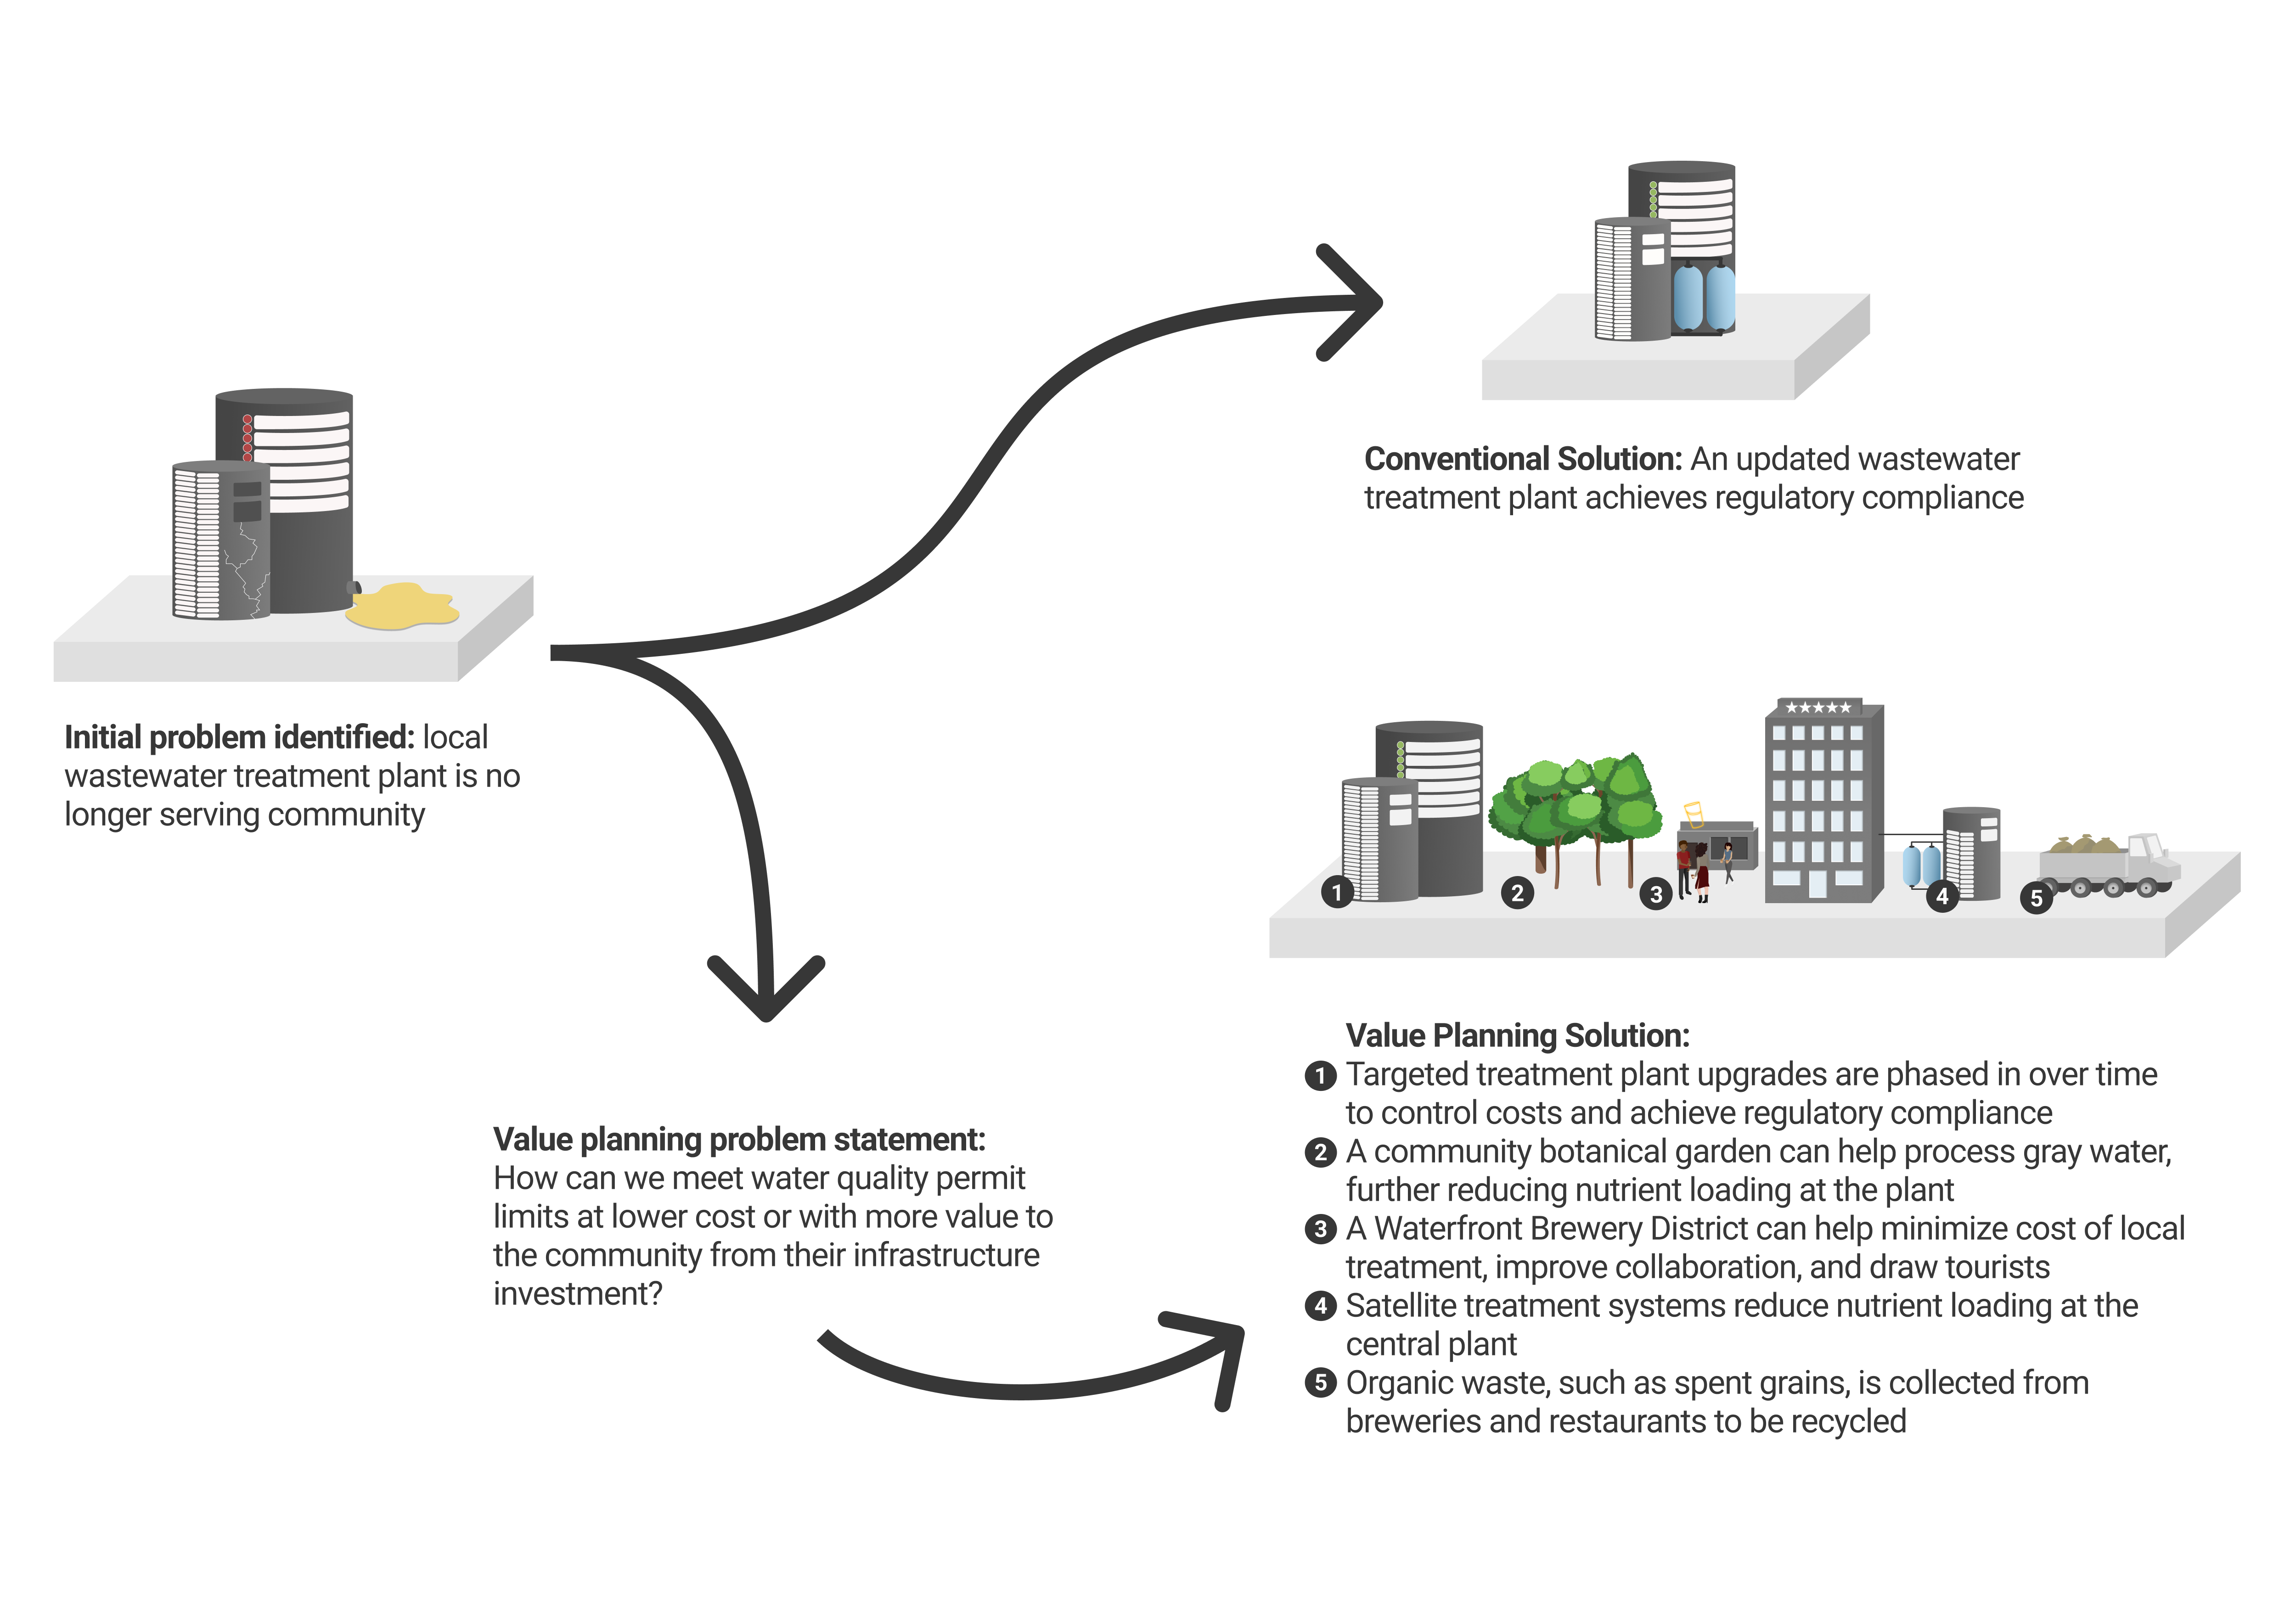 Conventional Solution: An updated wastewater
treatment plant achieves regulatory compliance
Initial problem identified: local
wastewater treatment plant is no
longer serving community
1
2
3
4
5
Value planning problem statement:
How can we meet water quality permit
limits at lower cost or with more value to
the community from their infrastructure
investment?
Value Planning Solution:
1 Targeted treatment plant upgrades are phased in over time
to control costs and achieve regulatory compliance
2 A community botanical garden can help process gray water,
further reducing nutrient loading at the plant
3 A Waterfront Brewery District can help minimize cost of local
treatment, improve collaboration, and draw tourists
4 Satellite treatment systems reduce nutrient loading at the
central plant
5 Organic waste, such as spent grains, is collected from
breweries and restaurants to be recycled